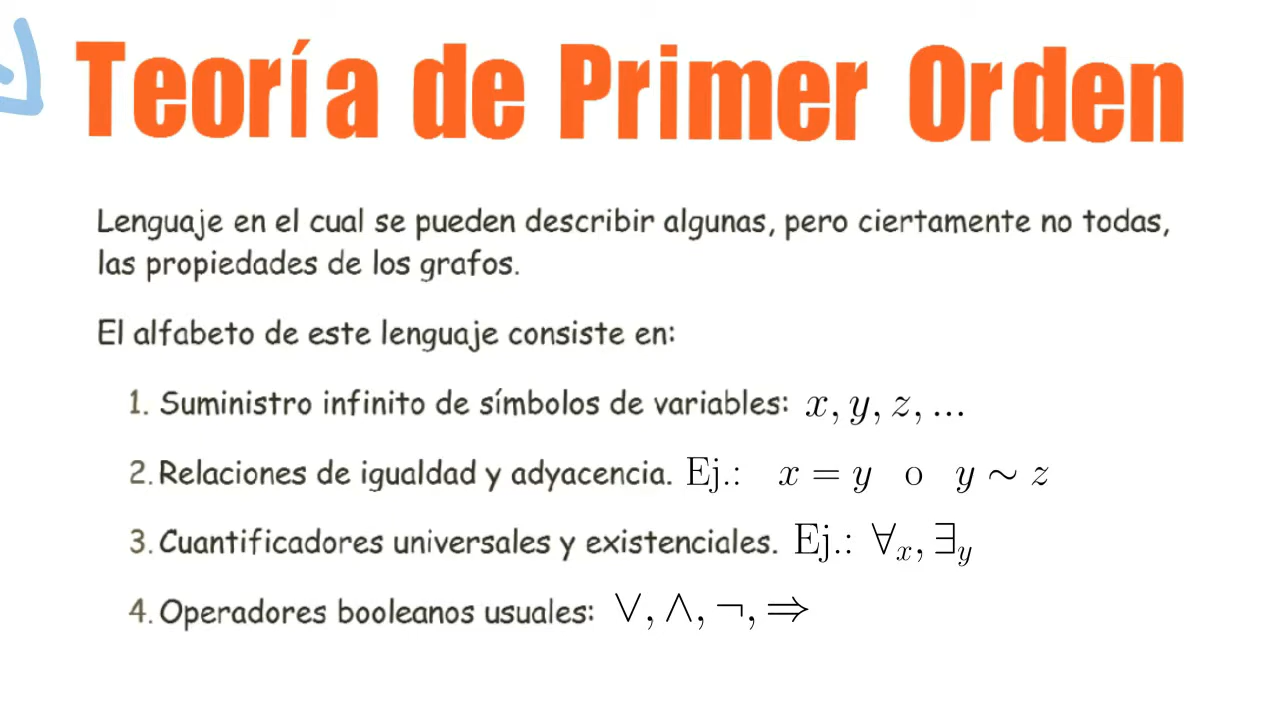 Teoría de Primer Orden
Lenguaje en el cual se pueden describir algunas, pero ciertamente no todas,
las propiedades de los grafos.
El alfabeto de este lenguaje consiste en:
1. Suministro infinito de símbolos de variables: x, y, z, ...
2. Relaciones de igualdad y adyacencia. Ej.: x = y o y ∼ z
3. Cuantificadores universales y existenciales. Ej.: ∀x, ∃y
4. Operadores booleanos usuales: ∨, ∧, ¬, ⇒